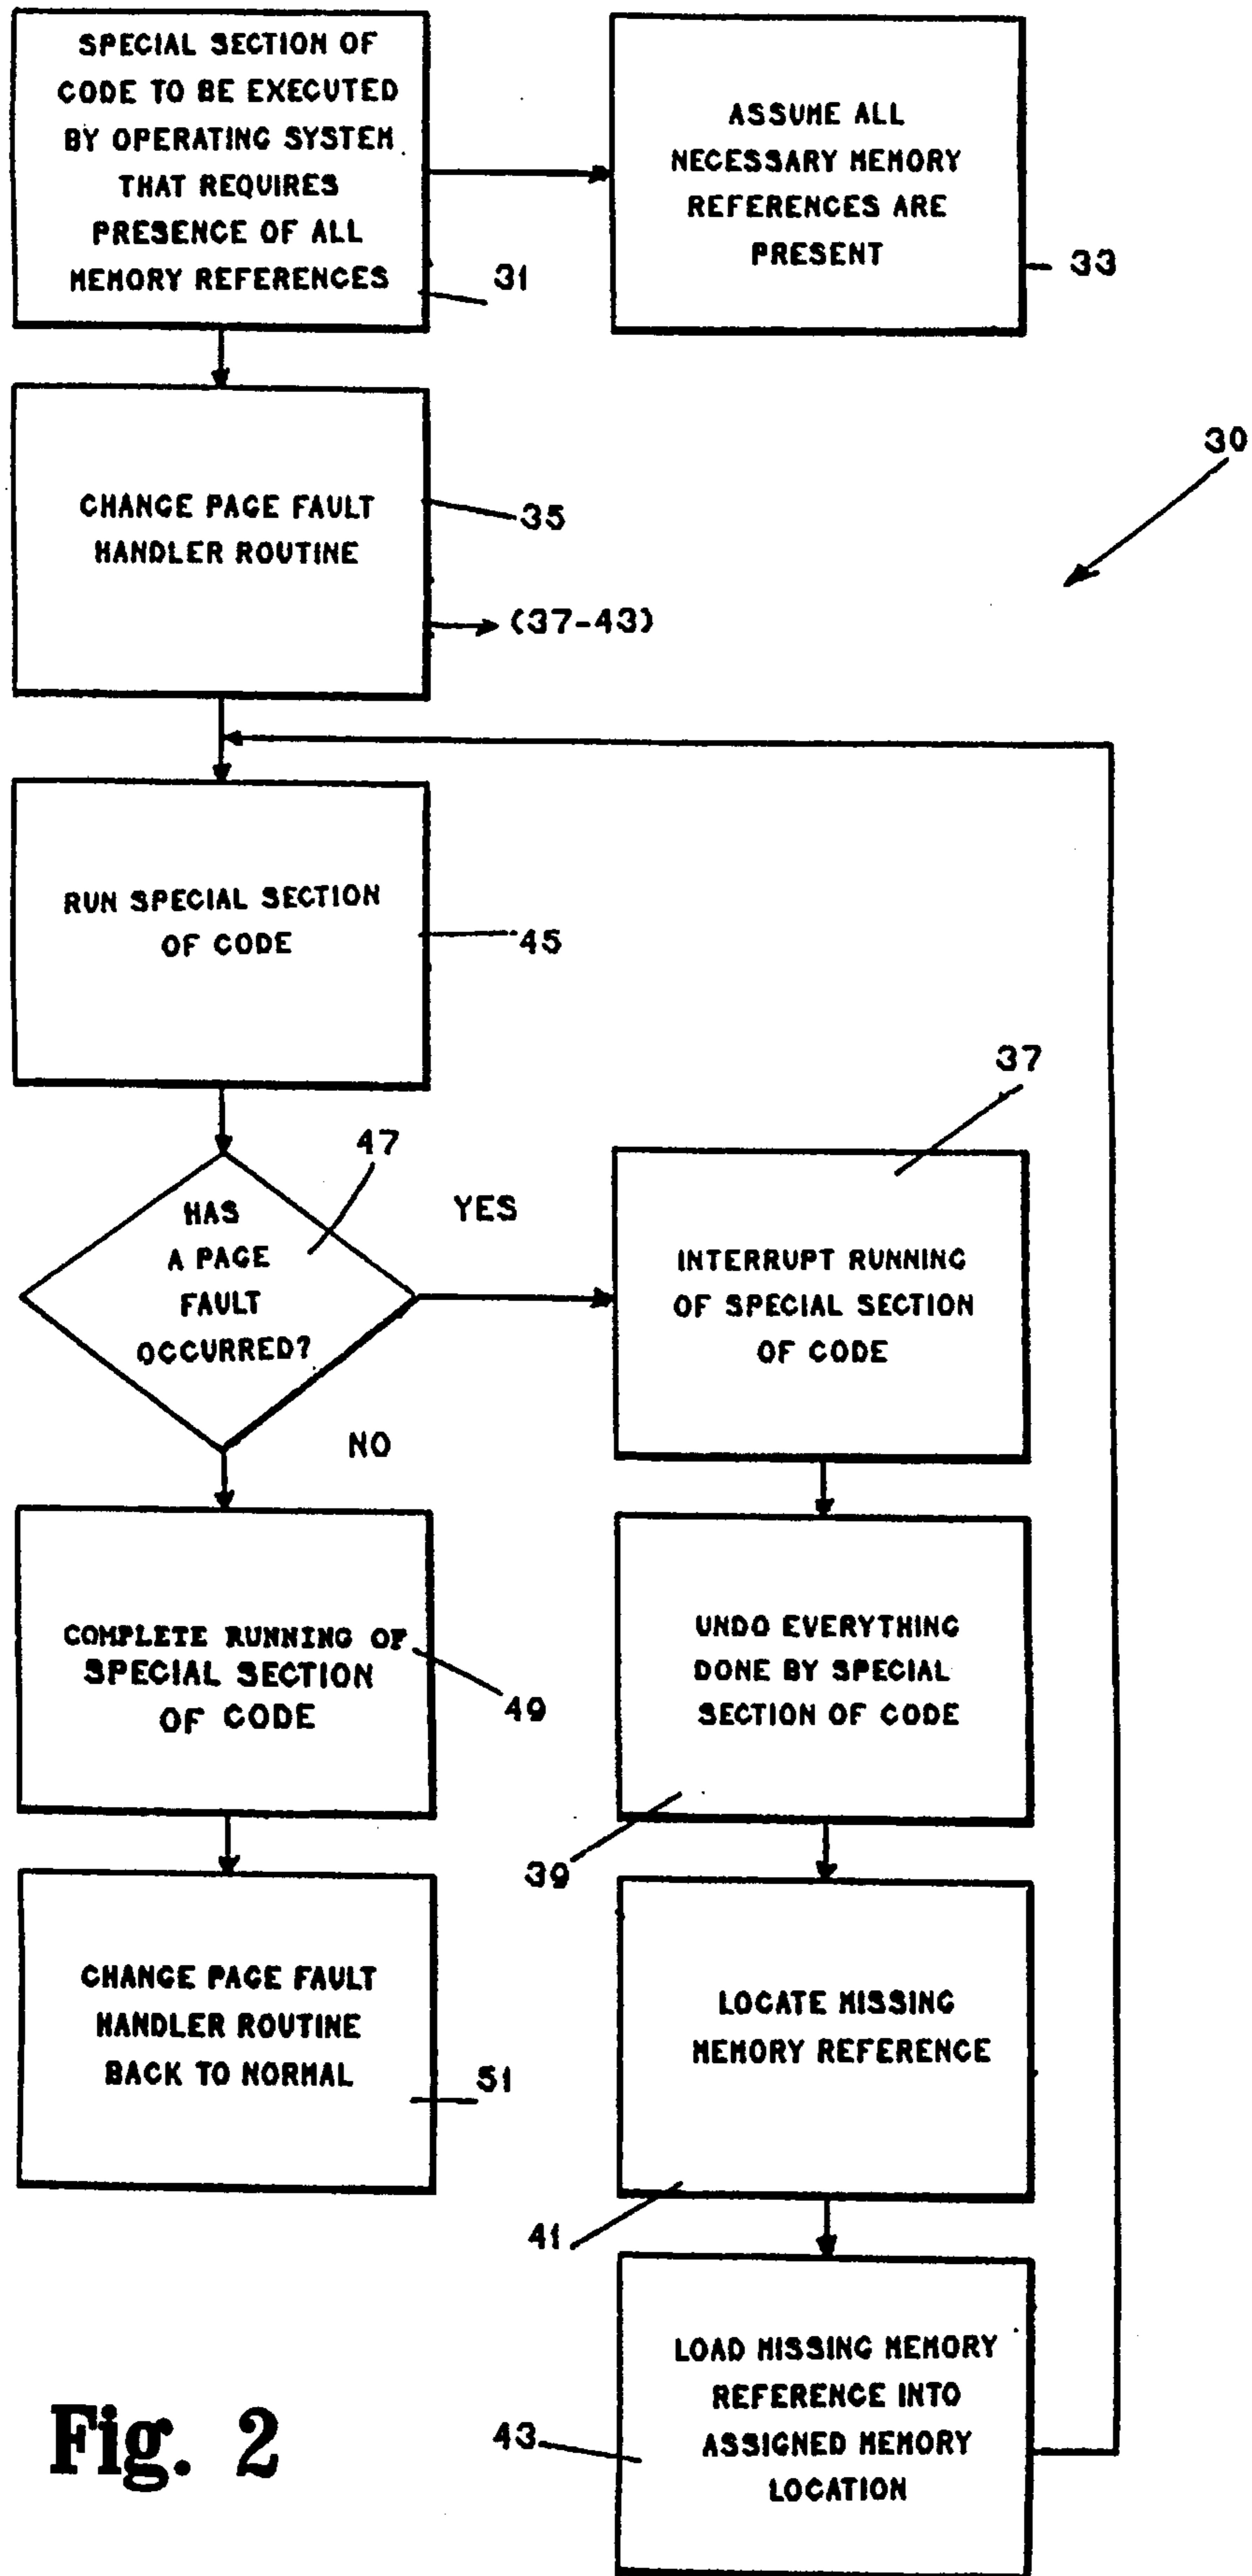 SPECIAL SECTION OF
CODE TO BE EXECUTED
BY OPERATING SYSTEM
THAT REQUIRES
PRESENCE OF ALL
MEMORY REFERENCES
31
ASSUME ALL
NECESSARY MEMORY
REFERENCES ARE
PRESENT
33
30
CHANGE PAGE FAULT
HANDLER ROUTINE
35
(37-43)
RUN SPECIAL SECTION
OF CODE
45
HAS
A PAGE
FAULT
OCCURRED?
47
YES
NO
37
INTERRUPT RUNNING
OF SPECIAL SECTION
OF CODE
COMPLETE RUNNING OF
SPECIAL SECTION
OF CODE
49
UNDO EVERYTHING
DONE BY SPECIAL
SECTION OF CODE
39
CHANGE PAGE FAULT
HANDLER ROUTINE
BACK TO NORMAL
51
LOCATE MISSING
MEMORY REFERENCE
41
LOAD MISSING MEMORY
REFERENCE INTO
ASSIGNED MEMORY
LOCATION
43
Fig. 2